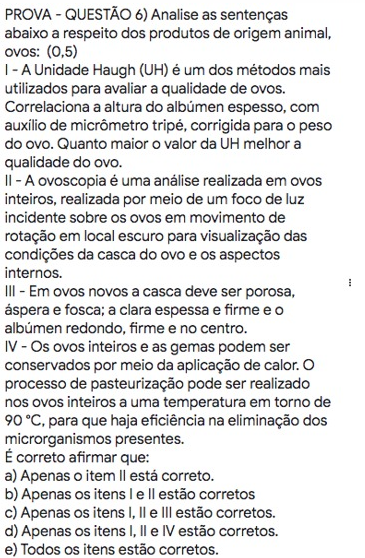 PROVA - QUESTÃO 6) Analise as sentenças
abaixo a respeito dos produtos de origem animal,
ovos: (0,5)
I - A Unidade Haugh (UH) é um dos métodos mais
utilizados para avaliar a qualidade de ovos.
Correlaciona a altura do albúmen espesso, com
auxílio de micrômetro tripé, corrigida para o peso
do ovo. Quanto maior o valor da UH melhor a
qualidade do ovo.
II - A ovoscopia é uma análise realizada em ovos
inteiros, realizada por meio de um foco de luz
incidente sobre os ovos em movimento de
rotação em local escuro para visualização das
condições da casca do ovo e os aspectos
internos.
III - Em ovos novos a casca deve ser porosa,
áspera e fosca; a clara espessa e firme e o
albúmen redondo, firme e no centro.
IV - Os ovos inteiros e as gemas podem ser
conservados por meio da aplicação de calor. O
processo de pasteurização pode ser realizado
nos ovos inteiros a uma temperatura em torno de
90 °C, para que haja eficiência na eliminação dos
microrganismos presentes.
É correto afirmar que:
a) Apenas o item II está correto.
b) Apenas os itens I e II estão corretos
c) Apenas os itens I, II e III estão corretos.
d) Apenas os itens I, II e IV estão corretos.
e) Todos os itens estão corretos.